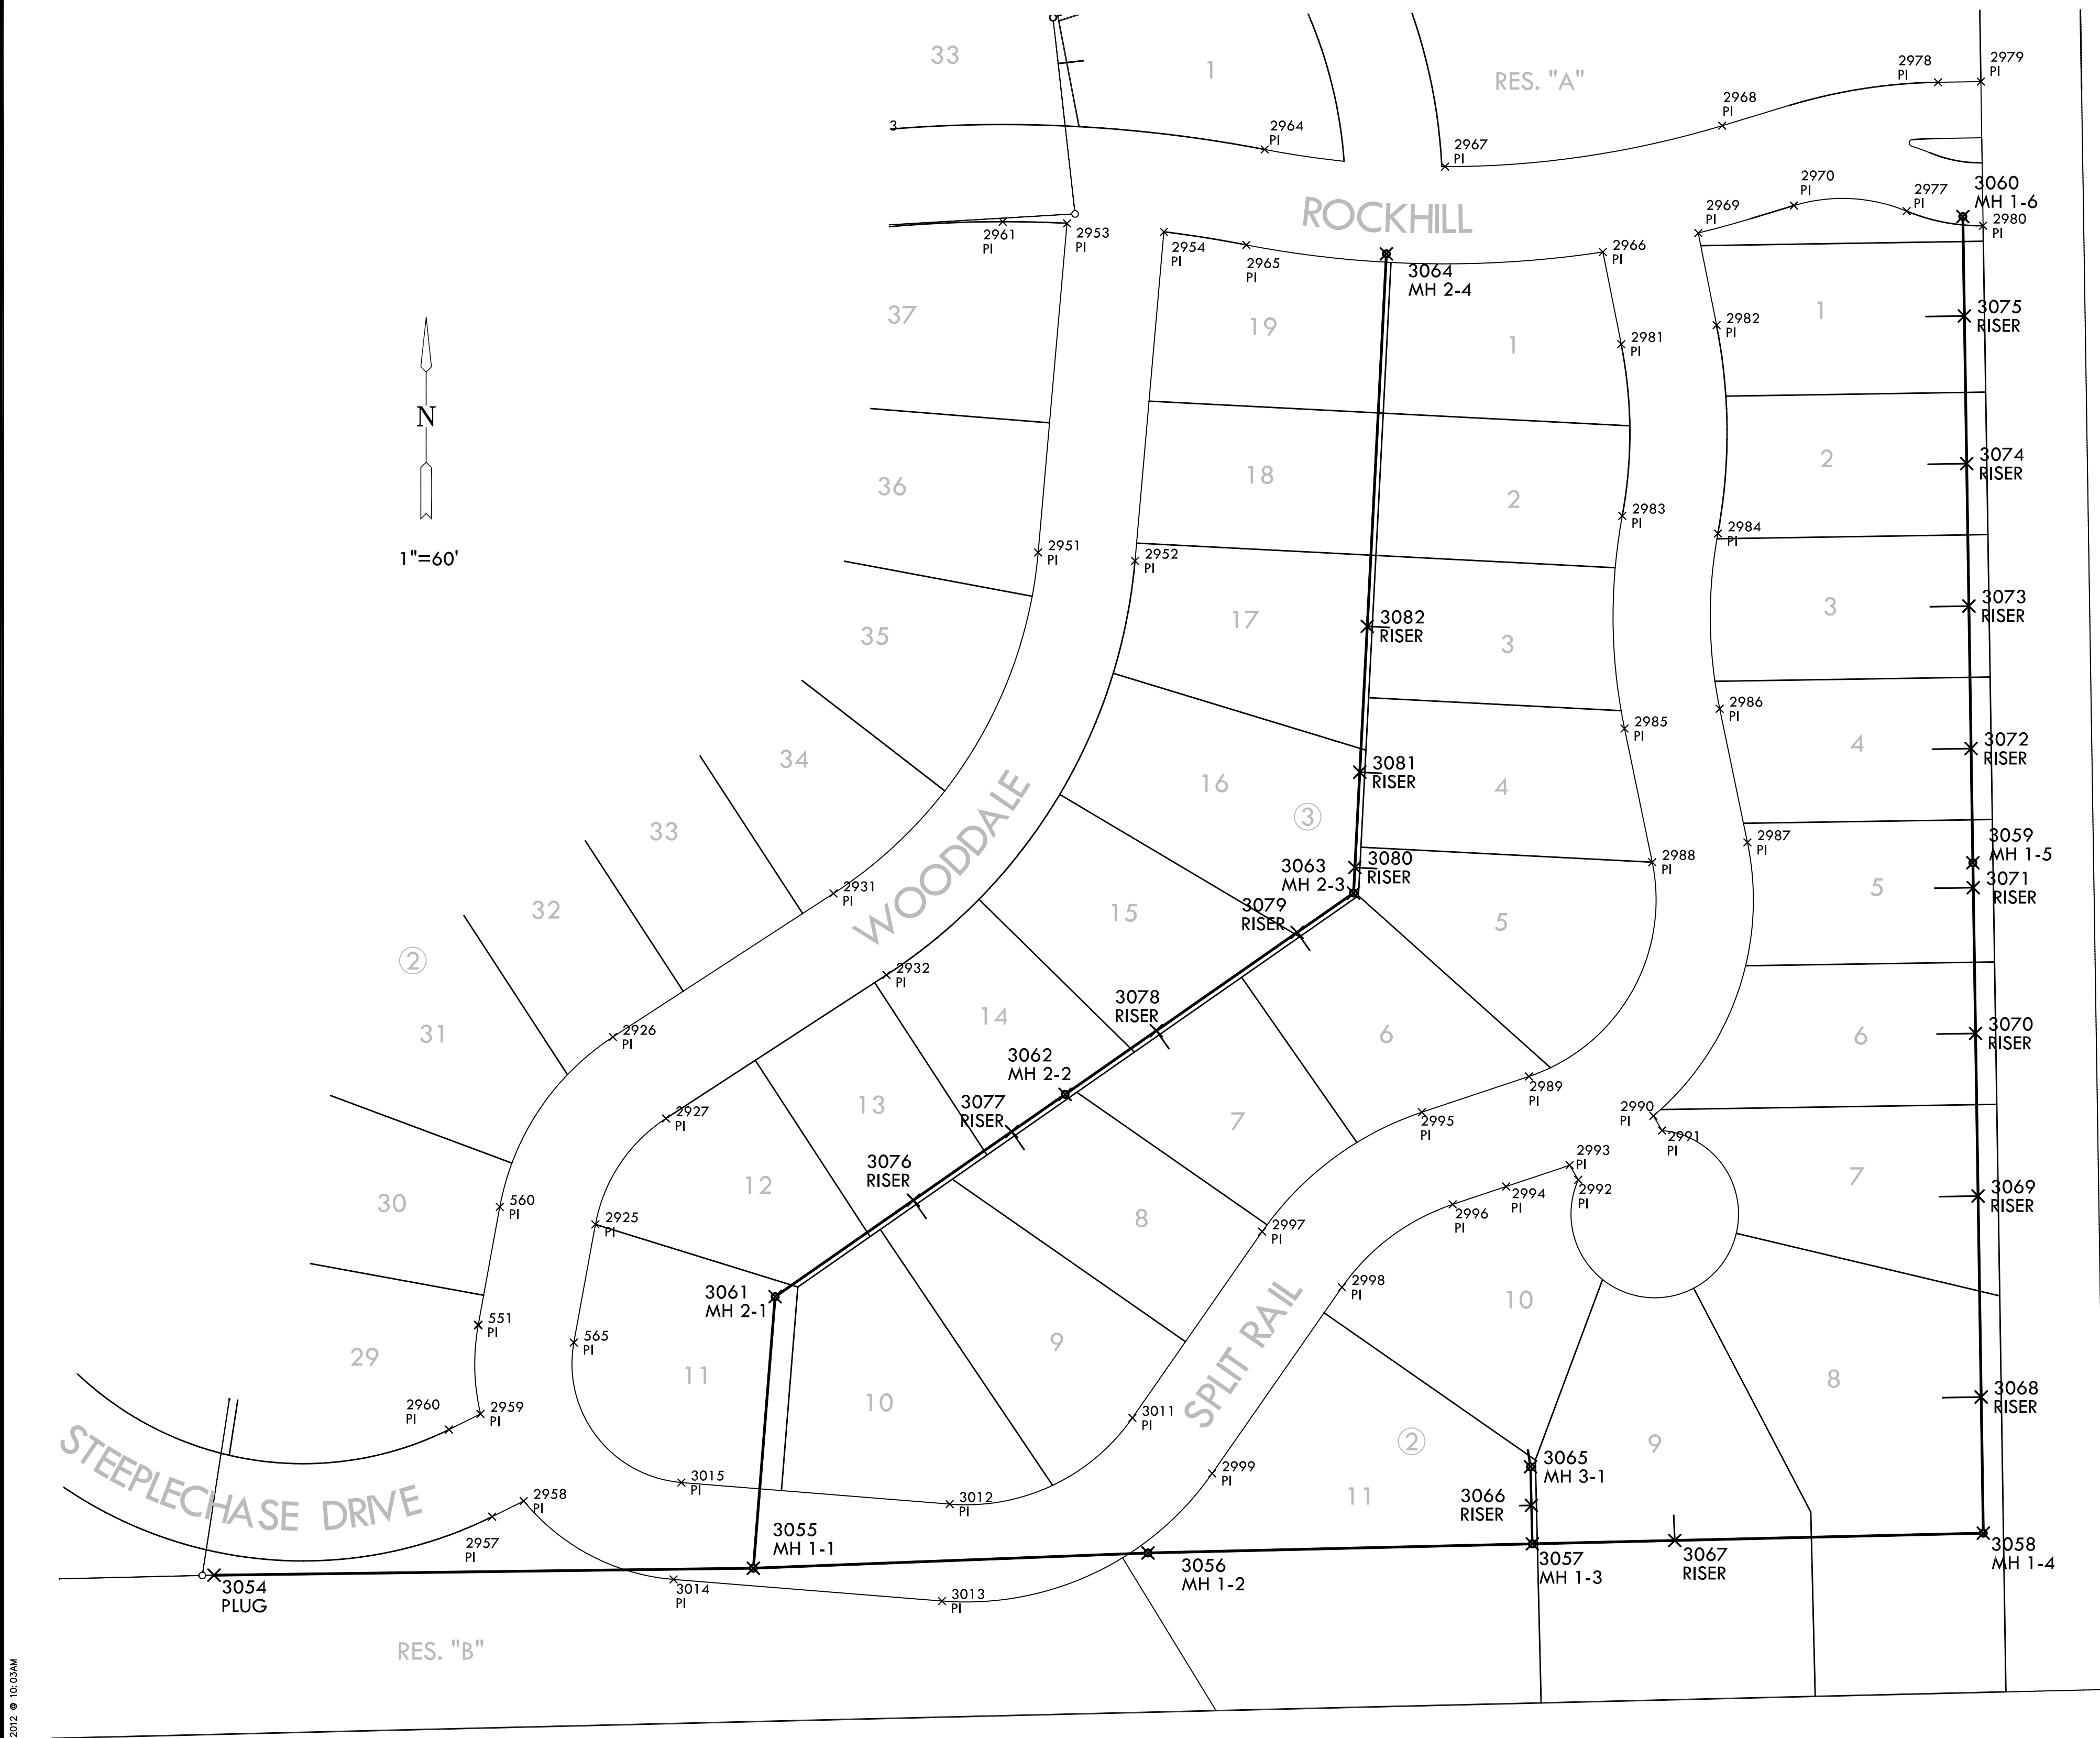 33
1
RES. "A"
2978
PI
2979
PI
2968
PI
3
2964
PI
2967
PI
2970
PI
2977
PI
3060
MH 1-6
2969
PI
2980
PI
ROCKHILL
2961
PI
2953
PI
2954
PI
2965
PI
2966
PI
3064
MH 2-4
37
19
1
2981
PI
2982
PI
1
3075
RISER
N
1"=60'
36
18
2
2983
PI
2984
PI
2
3074
RISER
2951
PI
2952
PI
35
17
3082
RISER
3
3
3073
RISER
2985
PI
2986
PI
34
16
3081
RISER
4
4
3072
RISER
33
3
WOODDALE
2987
PI
2988
PI
3059
MH 1-5
3063
MH 2-3
3080
RISER
3071
RISER
2931
PI
32
15
3079
RISER
5
5
2
2932
PI
31
2926
PI
14
3078
RISER
6
6
3070
RISER
3062
MH 2-2
2989
PI
2927
PI
13
3077
RISER
7
2995
PI
2990
PI
2991
PI
3076
RISER
2993
PI
2992
PI
2994
PI
2996
PI
7
3069
RISER
30
560
PI
12
2925
PI
8
2997
PI
3061
MH 2-1
2998
PI
10
SPLIT RAIL
551
PI
565
PI
29
11
9
10
8
3068
RISER
2960
PI
2959
PI
3011
PI
2
9
STEEPLECHASE DRIVE
3015
PI
2999
PI
3065
MH 3-1
2958
PI
3012
PI
11
3066
RISER
2957
PI
3055
MH 1-1
3056
MH 1-2
3057
MH 1-3
3067
RISER
3058
MH 1-4
3054
PLUG
3014
PI
3013
PI
RES. "B"
2012 @ 10:03AM